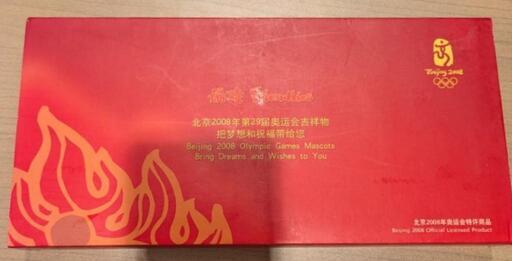 Beijing 2008
福娃 Friendlies
北京2008年第29届奥运会吉祥物
把梦想和祝福带给您
Beijing 2008 Olympic Games Mascots
Bring Dreams and Wishes to You
北京2008年奥运会特许商品
Beijing 2008 Official Licensed Product